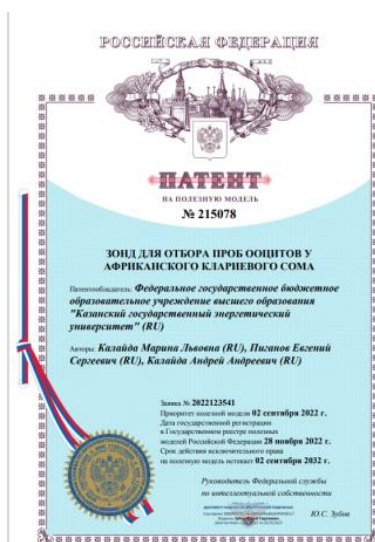 РОССИЙСКАЯ ФЕДЕРАЦИЯ
ПАТЕНТ
НА ПОЛЕЗНУЮ МОДЕЛЬ
№ 215078
ЗОНД ДЛЯ ОТБОРА ПРОБ ООЦИТОВ У
АФРИКАНСКОГО КЛАРИЕВОГО СОМА
Патентообладатель: Федеральное государственное бюджетное
образовательное учреждение высшего образования
"Казанский государственный энергетический
университет" (RU)
Авторы: Калайда Марина Львовна (RU), Пиганов Евгений
Сергеевич (RU), Калайда Андрей Андреевич (RU)
Заявка № 2022123541
Приоритет полезной модели 02 сентября 2022 г.
Дата государственной регистрации
в Государственном реестре полезных
моделей Российской Федерации 28 ноября 2022 г.
Срок действия исключительного права
на полезную модель истекает 02 сентября 2032 г.
Руководитель Федеральной службы
по интеллектуальной собственности
Ю.С. Зубов